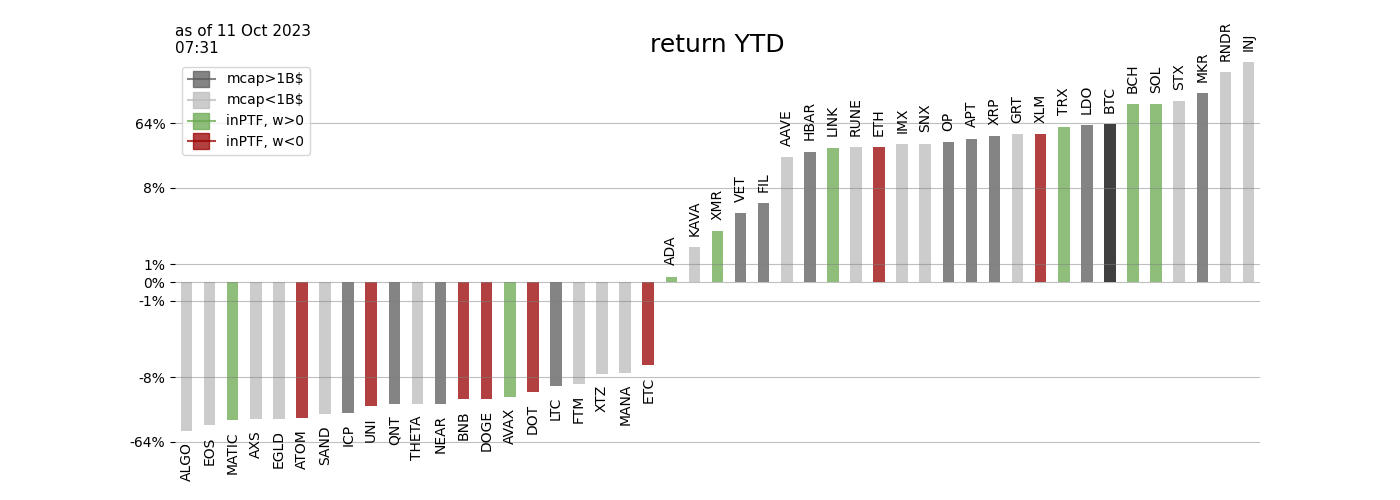 as of 11 Oct 2023
07:31
return YTD
mcap>1B$
mcap<1B$
inPTF, w>0
inPTF, w<0
64%
8%
1%
0%
-1%
-8%
-64%
ALGO
EOS
MATIC
AXS
EGLD
ATOM
SAND
ICP
UNI
QNT
THETA
NEAR
BNB
DOGE
AVAX
DOT
LTC
FTM
XTZ
MANA
ETC
ADA
KAVA
XMR
VET
FIL
AAVE
HBAR
LINK
RUNE
ETH
IMX
SNX
OP
APT
XRP
GRT
XLM
TRX
LDO
BTC
BCH
SOL
STX
MKR
RNDR
INJ